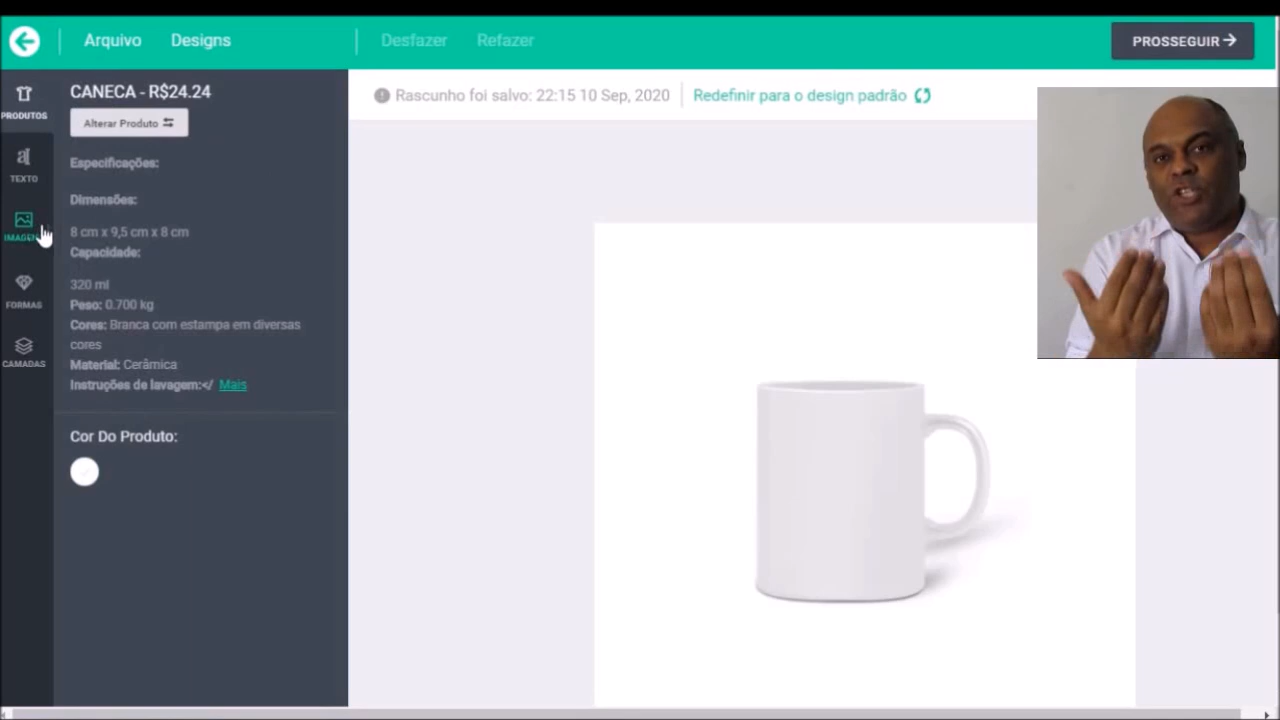 Arquivo Designs Desfazer Refazer PROSSEGUIR
PRODUTOS
TEXTO
IMAGEN
FORMAS
CAMADAS
CANECA - R$24.24
Alterar Produto
Especificações:
Dimensões:
8 cm x 9,5 cm x 8 cm
Capacidade:
320 ml
Peso: 0.700 kg
Cores: Branca com estampa em diversas
cores
Material: Cerâmica
Instruções de lavagem:</ Mais
Cor Do Produto:
Rascunho foi salvo: 22:15 10 Sep, 2020 Redefinir para o design padrão